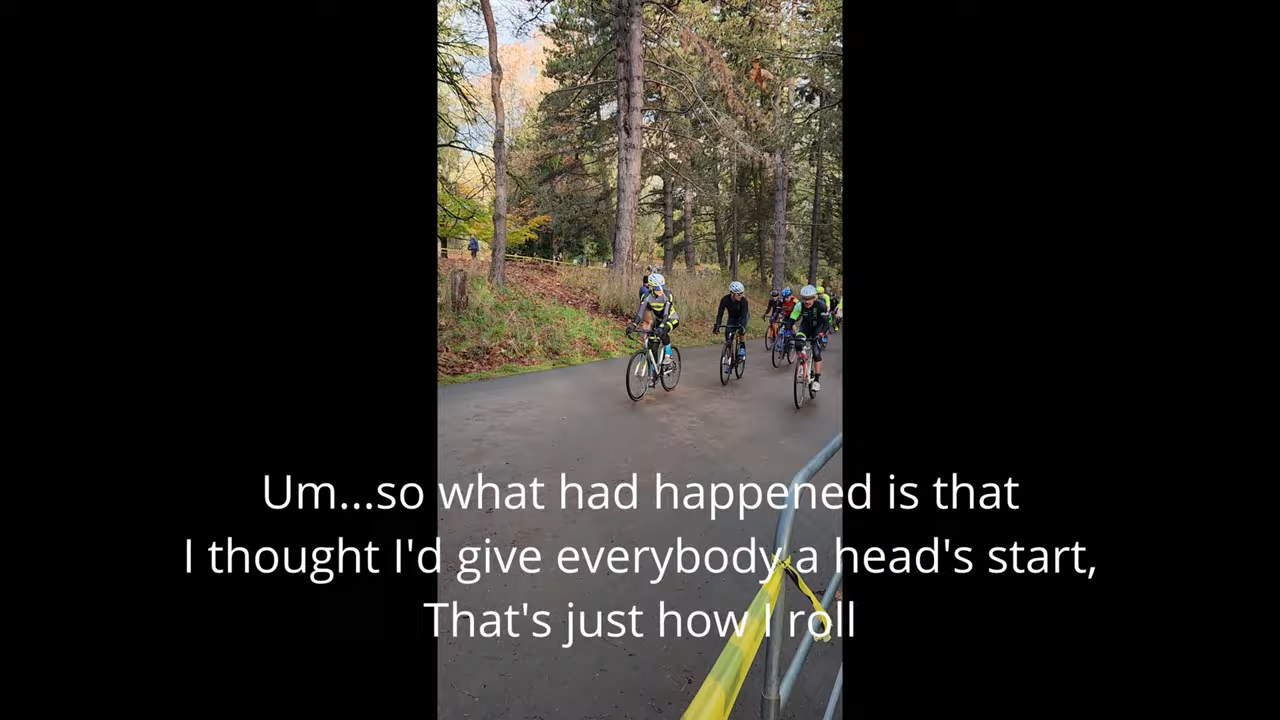 Um...so what had happened is that
I thought I'd give everybody a head's start,
That's just how I roll